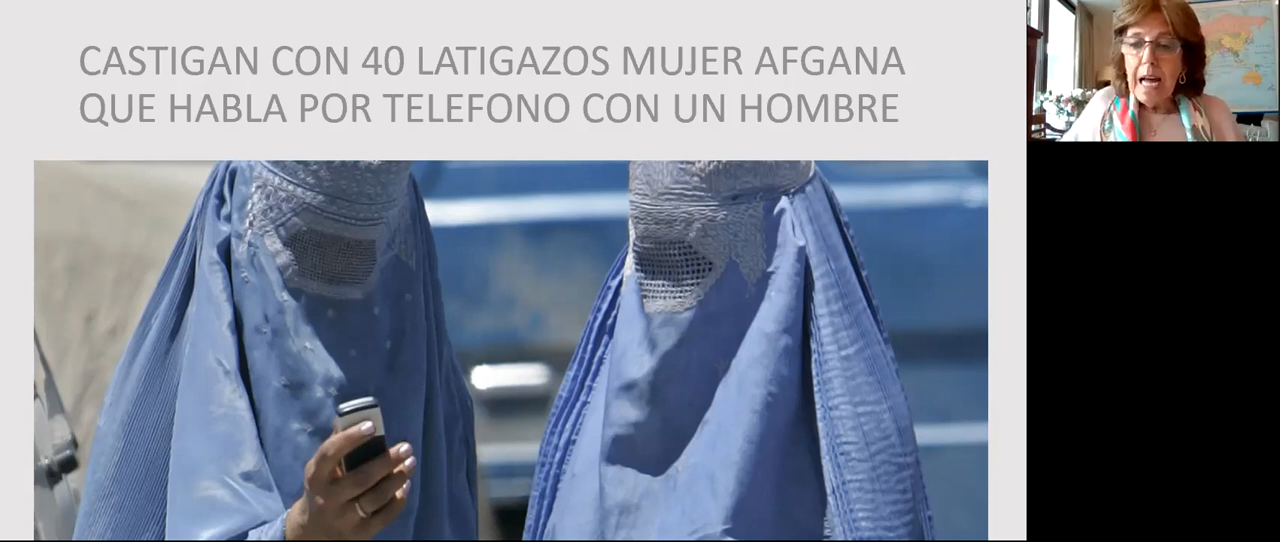 CASTIGAN CON 40 LATIGAZOS MUJER AFGANA
QUE HABLA POR TELEFONO CON UN HOMBRE